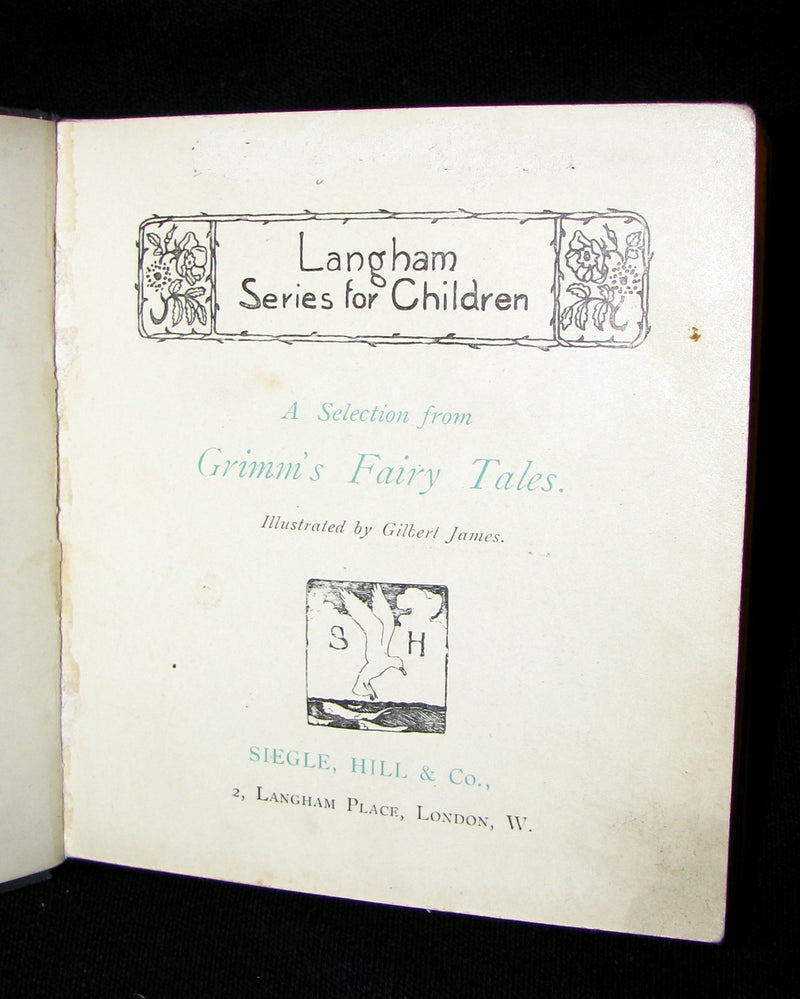 Langham
Series for Children
A Selection from
Grimm's Fairy Tales.
Illustrated by Gilbert James.
S H
SIEGLE, HILL & Co.,
2, LANGHAM PLACE, LONDON, W.